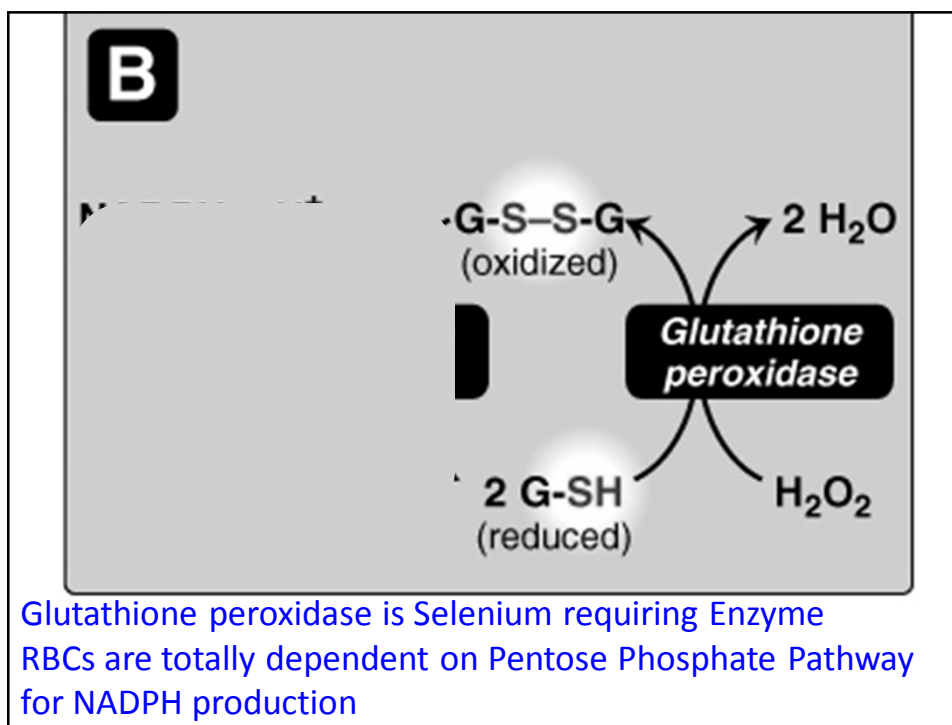 B
G-S–S-G
2 H₂O
(oxidized)
Glutathione
peroxidase
2 G-SH
H₂O₂
(reduced)
Glutathione peroxidase is Selenium requiring Enzyme
RBCs are totally dependent on Pentose Phosphate Pathway
for NADPH production